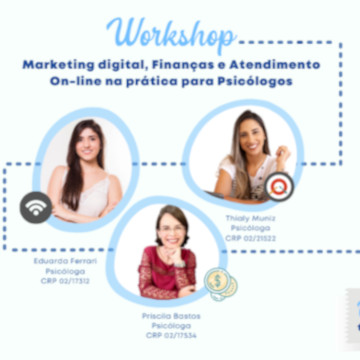 Workshop
Marketing digital, Finanças e Atendimento
On-line na prática para Psicólogos
Thialy Muniz
Psicóloga
CRP 02/21522
Eduarda Ferrari
Psicóloga
CRP 02/17312
Priscila Bastos
Psicóloga
CRP 02/17534